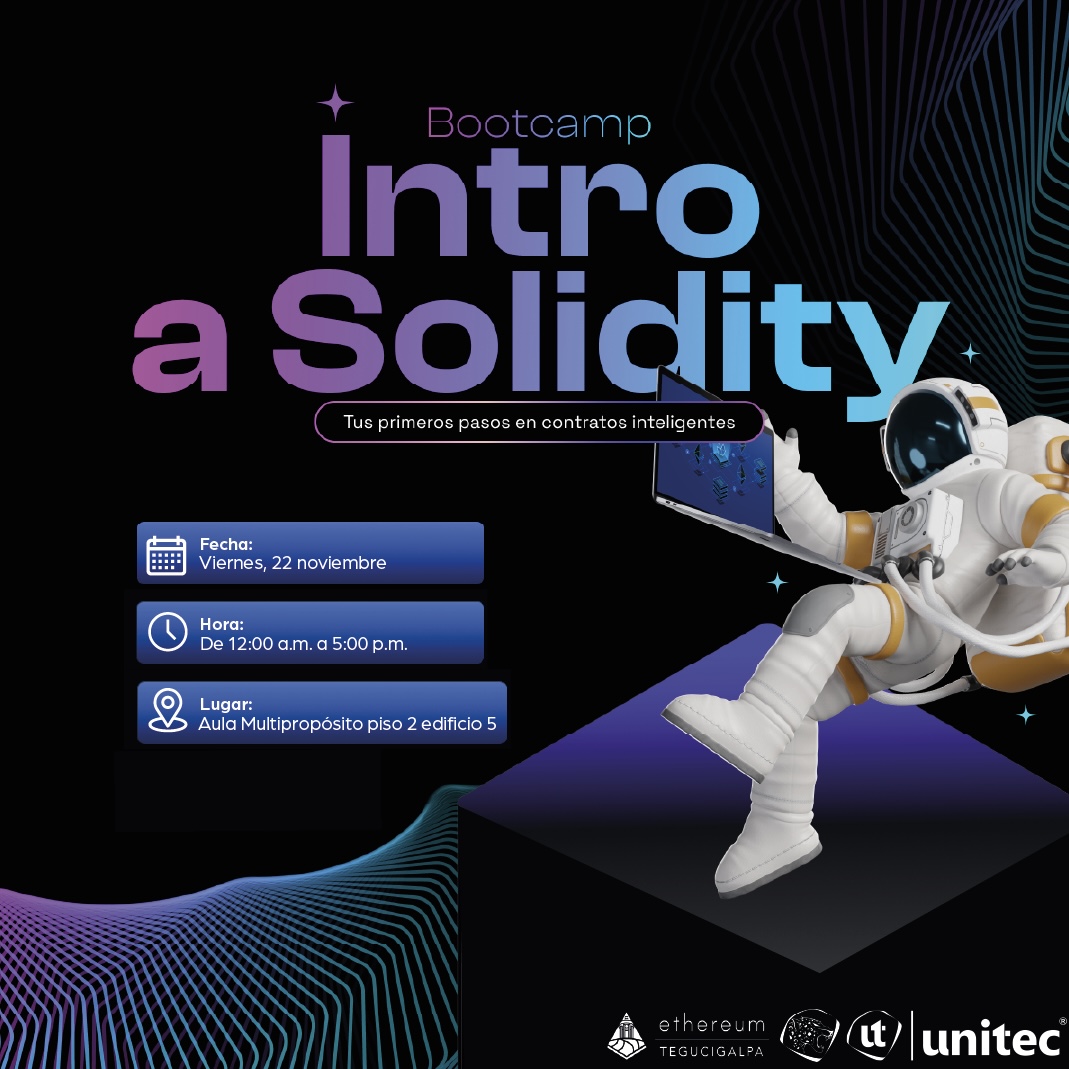 Bootcamp
Intro
a Solidity
Tus primeros pasos en contratos inteligentes
Fecha:
Viernes, 22 noviembre
Hora:
De 12:00 a.m. a 5:00 p.m.
Lugar:
Aula Multipropósito piso 2 edificio 5
ethereum
TEGUCIGALPA
ut
unitec®